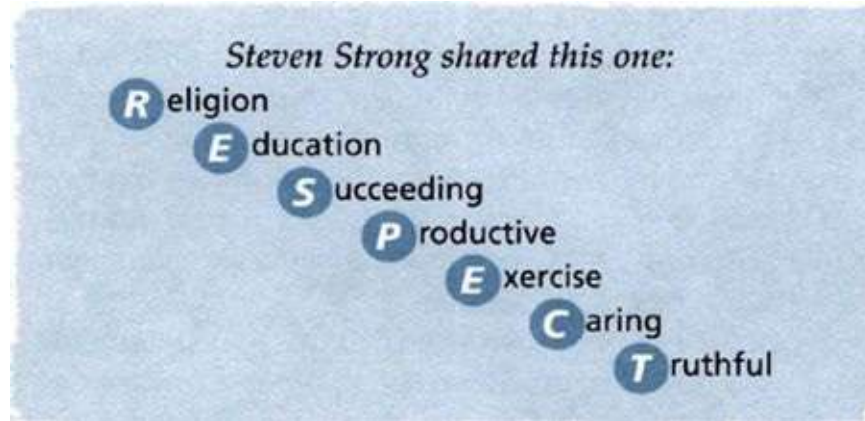 Steven Strong shared this one:
Religion
Education
Succeeding
Productive
Exercise
Caring
Truthful